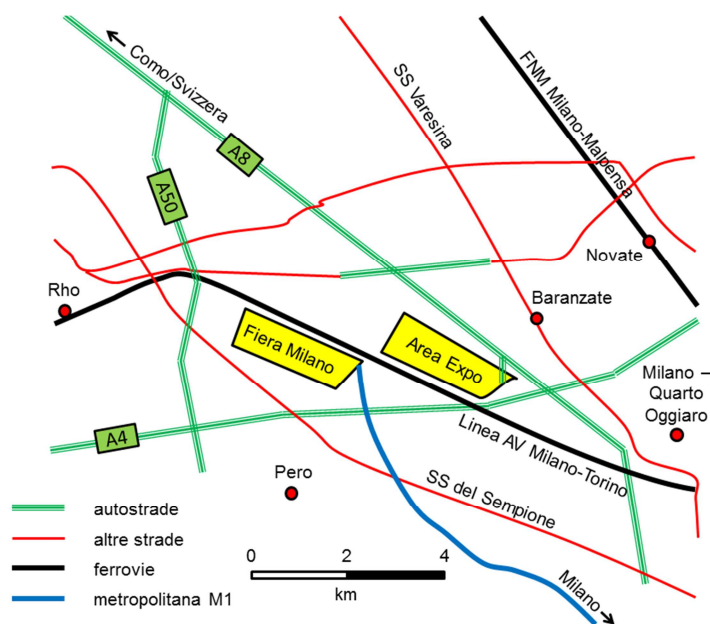 Como/Svizzera
FNM Milano-Malpensa
SS Varesina
A8
A50
Novate
Rho
Baranzate
Fiera Milano
Area Expo
Milano –
Quarto
Oggiaro
A4
Linea AV Milano-Torino
Pero
SS del Sempione
autostrade
altre strade
ferrovie
metropolitana M1
0 2 4
km
Milano